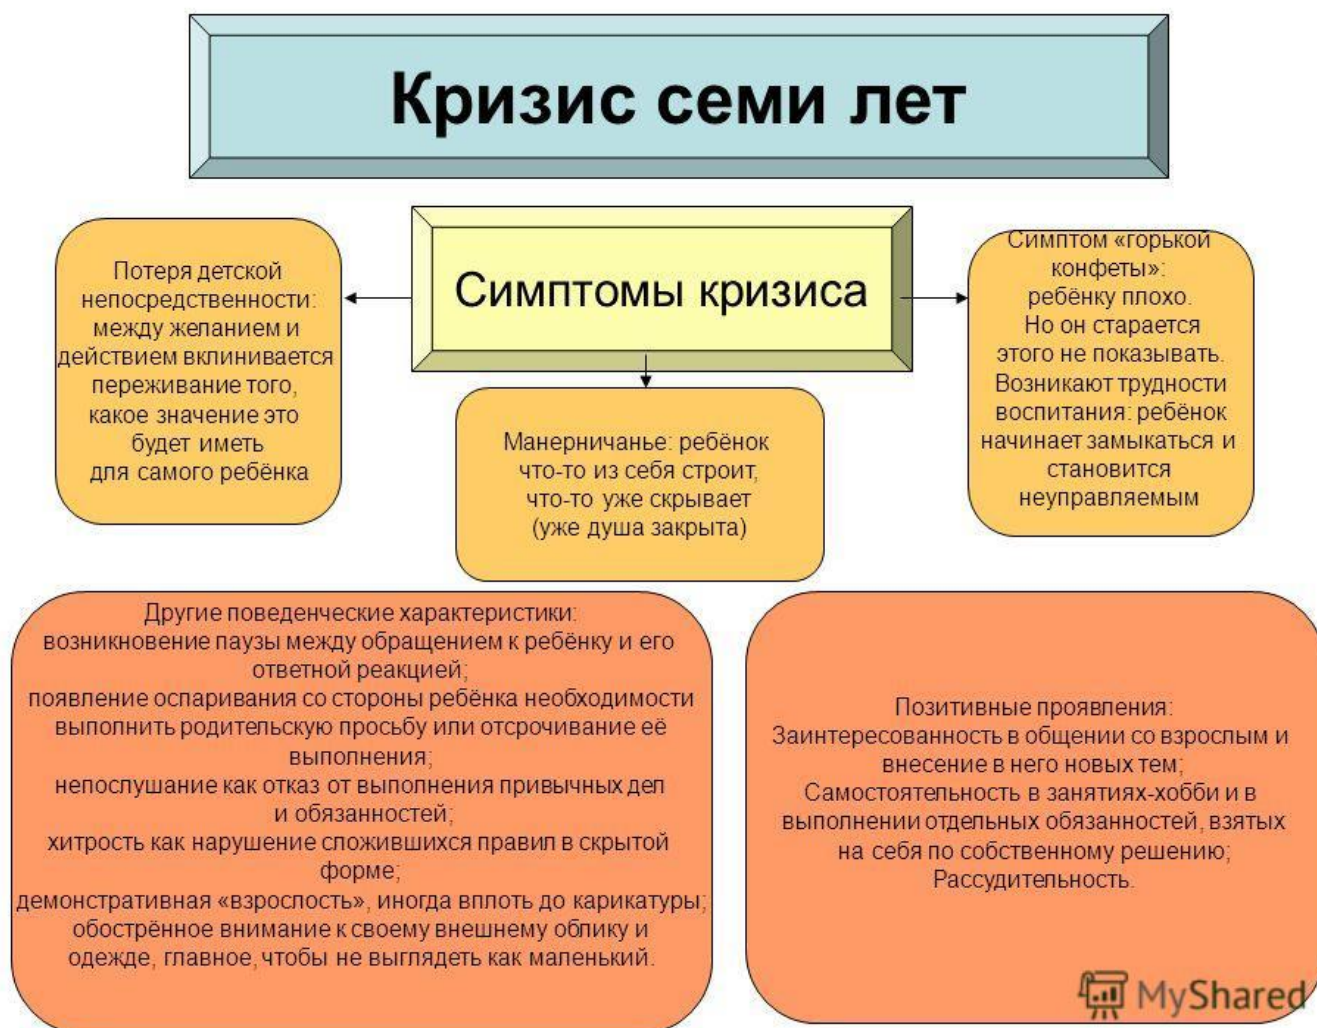 Кризис семи лет
Симптомы кризиса
Потеря детской
непосредственности:
между желанием и
действием вклинивается
переживание того,
какое значение это
будет иметь
для самого ребёнка
Манерничанье: ребёнок
что-то из себя строит,
что-то уже скрывает
(уже душа закрыта)
Симптом «горькой
конфеты»:
ребёнку плохо.
Но он старается
этого не показывать.
Возникают трудности
воспитания: ребёнок
начинает замыкаться и
становится
неуправляемым
Другие поведенческие характеристики:
возникновение паузы между обращением к ребёнку и его
ответной реакцией;
появление оспаривания со стороны ребёнка необходимости
выполнить родительскую просьбу или отсрочивание её
выполнения;
непослушание как отказ от выполнения привычных дел
и обязанностей;
хитрость как нарушение сложившихся правил в скрытой
форме;
демонстративная «взрослость», иногда вплоть до карикатуры;
обострённое внимание к своему внешнему облику и
одежде, главное, чтобы не выглядеть как маленький.
Позитивные проявления:
Заинтересованность в общении со взрослым и
внесение в него новых тем;
Самостоятельность в занятиях-хобби и в
выполнении отдельных обязанностей, взятых
на себя по собственному решению;
Рассудительность.
MyShared